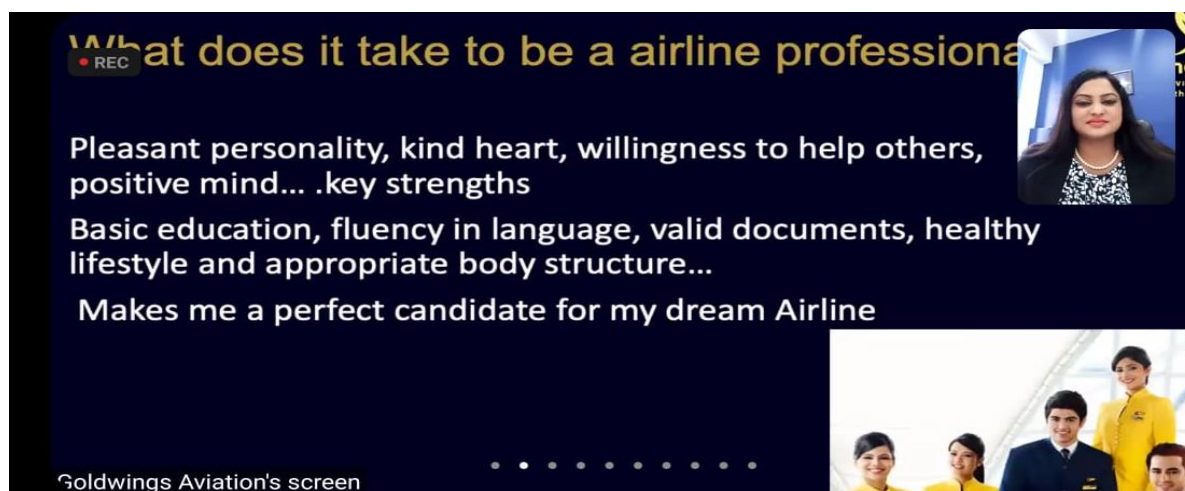 What does it take to be a airline professiona
REC
Pleasant personality, kind heart, willingness to help others,
positive mind... .key strengths
Basic education, fluency in language, valid documents, healthy
lifestyle and appropriate body structure...
Makes me a perfect candidate for my dream Airline
Goldwings Aviation's screen